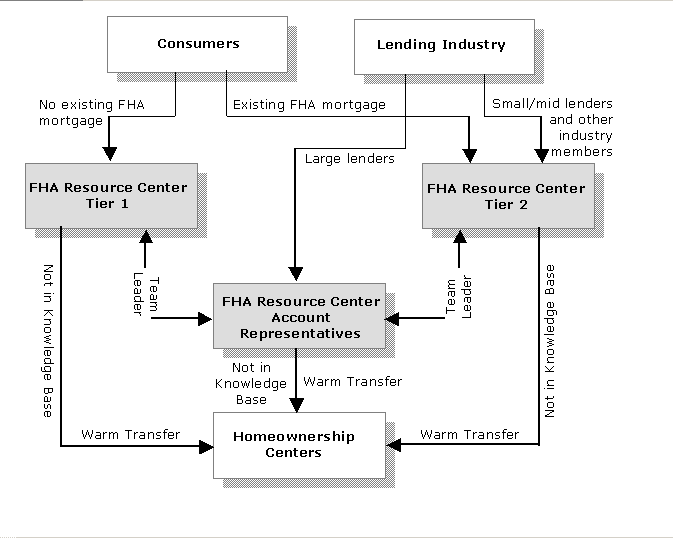 Consumers
Lending Industry
No existing FHA
mortgage
Existing FHA mortgage
Small/mid lenders
and other
industry
members
Large lenders
FHA Resource Center
Tier 1
FHA Resource Center
Tier 2
Team
Leader
Team
Leader
Not in Knowledge Base
Not in Knowledge Base
FHA Resource Center
Account
Representatives
Not in
Knowledge
Base
Warm Transfer
Warm Transfer
Homeownership
Centers
Warm Transfer